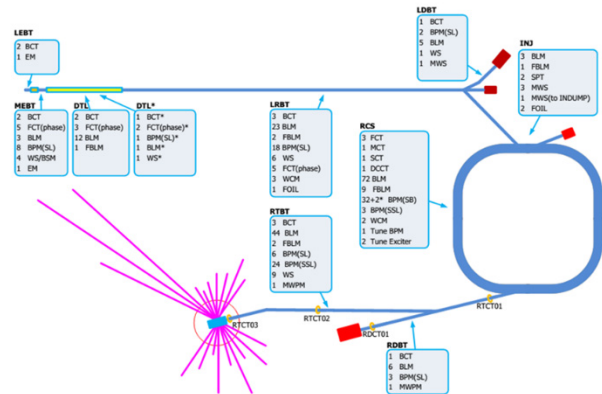 LEBT
2 BCT
1 EM
MEBT
2 BCT
5 FCT(phase)
3 BLM
8 BPM(SL)
4 WS/BSM
1 EM
DTL
2 BCT
3 FCT(phase)
12 BLM
1 FBLM
DTL*
1 BCT*
2 FCT(phase)*
1 BPM(SL)*
1 BLM*
1 WS*
LRBT
3 BCT
23 BLM
2 FBLM
18 BPM(SL)
6 WS
5 FCT(phase)
3 WCM
1 FOIL
LDBT
1 BCT
2 BPM(SL)
5 BLM
1 WS
1 MWS
INJ
3 BLM
1 FBLM
2 SPT
3 MWS
1 MWS(to INDUMP)
2 FOIL
RCS
3 FCT
1 MCT
1 SCT
1 DCCT
72 BLM
9 FBLM
32+2* BPM(SB)
3 BPM(SSL)
2 WCM
1 Tune BPM
2 Tune Exciter
RTBT
3 BCT
44 BLM
2 FBLM
6 BPM(SL)
24 BPM(SSL)
9 WS
1 MWPM
RTCT01
RTCT02
RTCT03
RDCT01
RDBT
1 BCT
6 BLM
3 BPM(SL)
1 MWPM